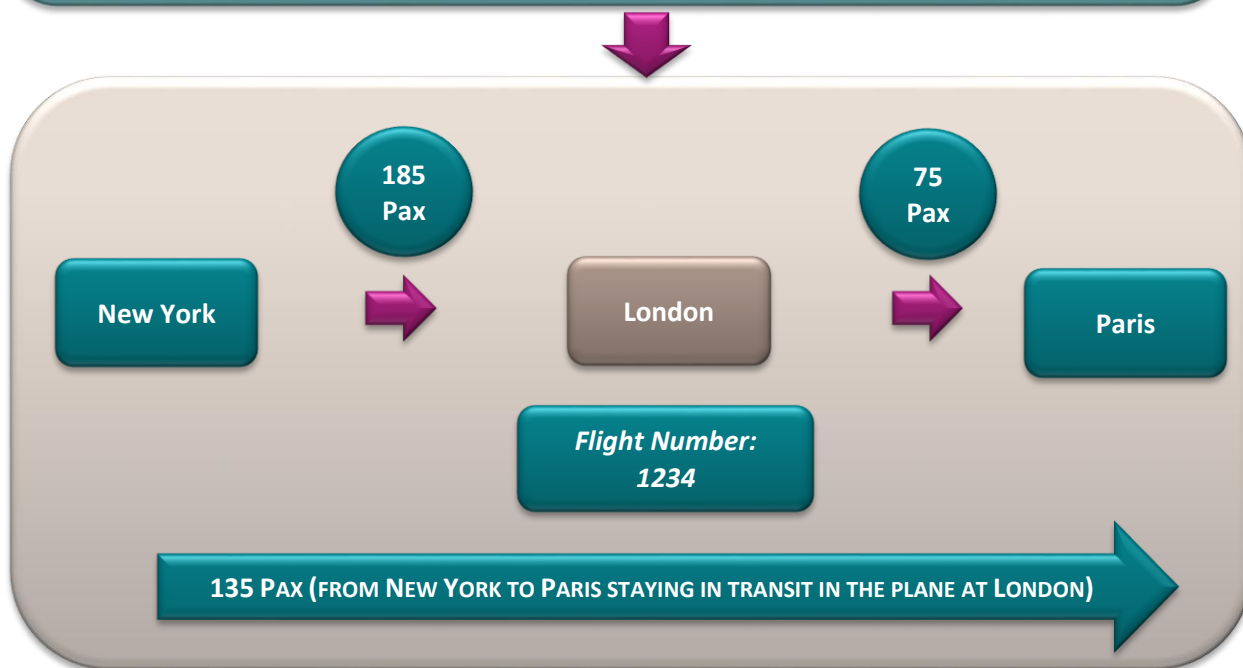 185
Pax
75
Pax
New York
London
Paris
Flight Number:
1234
135 PAX (FROM NEW YORK TO PARIS STAYING IN TRANSIT IN THE PLANE AT LONDON)